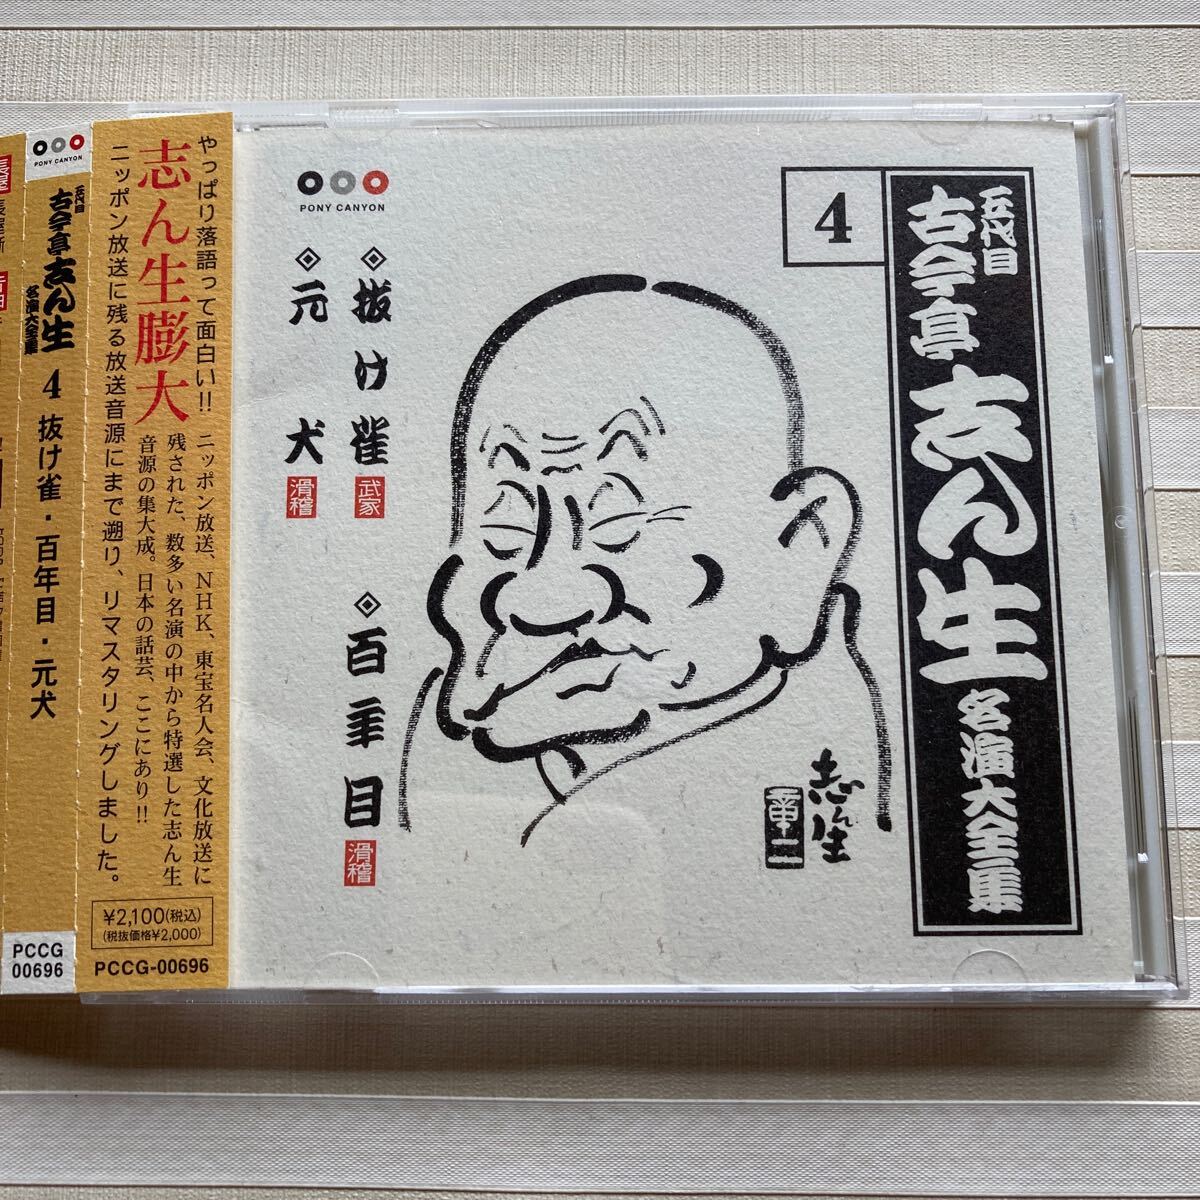 五代目
古今亭志ん生
名演大全集
4
PONY CANYON
◈抜け雀
武家
◈百年目
滑稽
◈元犬
滑稽
志ん生
やっぱり落語って面白い!!
志ん生膨大
ニッポン放送に残る放送音源にまで遡り、リマスタリングしました。
ニッポン放送、NHK、東宝名人会、文化放送に
残された、数多い名演の中から特選した志ん生
音源の集大成。日本の話芸、ここにあり!!
¥2,100(税込)
(税抜価格¥2,000)
PCCG-00696
PONY CANYON
五代目
古今亭志ん生
名演大全集
4 抜け雀・百年目・元犬
PCCG
00696